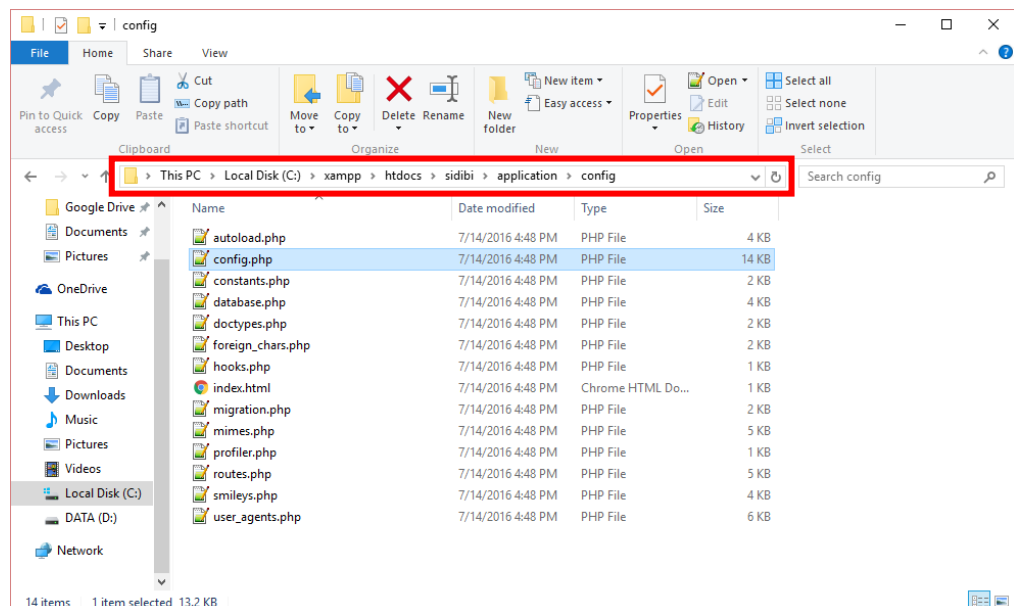 config
File Home Share View
Pin to Quick access
Copy
Paste
Cut
Copy path
Paste shortcut
Clipboard
Move to
Copy to
Delete
Rename
Organize
New folder
New item
Easy access
New
Properties
Open
Edit
History
Open
Select all
Select none
Invert selection
Select
This PC > Local Disk (C:) > xampp > htdocs > sidibi > application > config
Search config
Google Drive
Documents
Pictures
OneDrive
This PC
Desktop
Documents
Downloads
Music
Pictures
Videos
Local Disk (C:)
DATA (D:)
Network
Name Date modified Type Size
autoload.php 7/14/2016 4:48 PM PHP File 4 KB
config.php 7/14/2016 4:48 PM PHP File 14 KB
constants.php 7/14/2016 4:48 PM PHP File 2 KB
database.php 7/14/2016 4:48 PM PHP File 4 KB
doctypes.php 7/14/2016 4:48 PM PHP File 2 KB
foreign_chars.php 7/14/2016 4:48 PM PHP File 2 KB
hooks.php 7/14/2016 4:48 PM PHP File 1 KB
index.html 7/14/2016 4:48 PM Chrome HTML Do... 1 KB
migration.php 7/14/2016 4:48 PM PHP File 2 KB
mimes.php 7/14/2016 4:48 PM PHP File 5 KB
profiler.php 7/14/2016 4:48 PM PHP File 1 KB
routes.php 7/14/2016 4:48 PM PHP File 5 KB
smileys.php 7/14/2016 4:48 PM PHP File 4 KB
user_agents.php 7/14/2016 4:48 PM PHP File 6 KB
14 items 1 item selected 13.2 KB